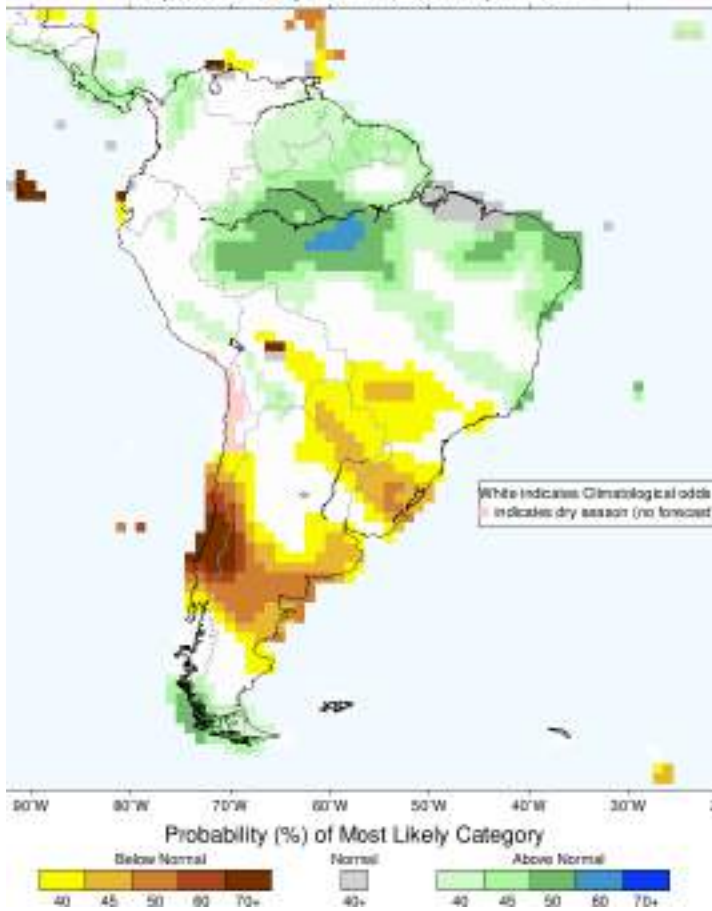 White indicates Climatological odds
indicates dry season (no forecast
90°W 80°W 70°W 60°W 50°W 40°W 30°W
Probability (%) of Most Likely Category
Below Normal Normal Above Normal
40 45 50 60 70+ 40+ 40 45 50 60 70+